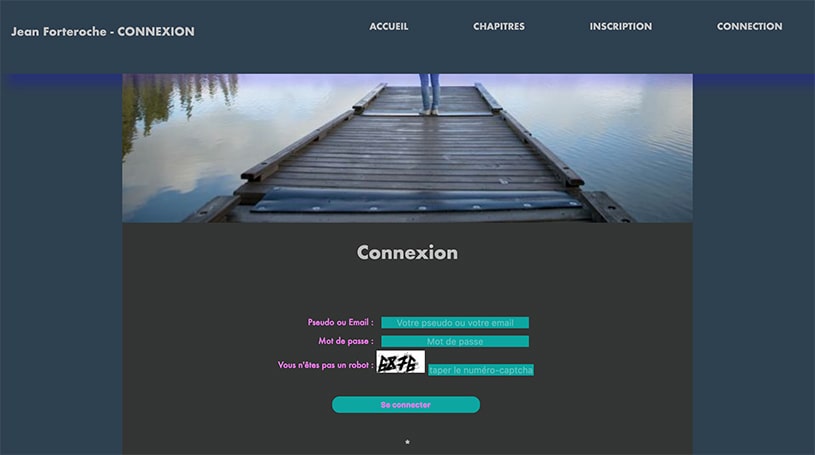 Jean Forteroche - CONNEXION
ACCUEIL CHAPITRES INSCRIPTION CONNECTION
Connexion
Pseudo ou Email : Votre pseudo ou votre email
Mot de passe : Mot de passe
Vous n'êtes pas un robot : taper le numéro-captcha
Se connecter
*